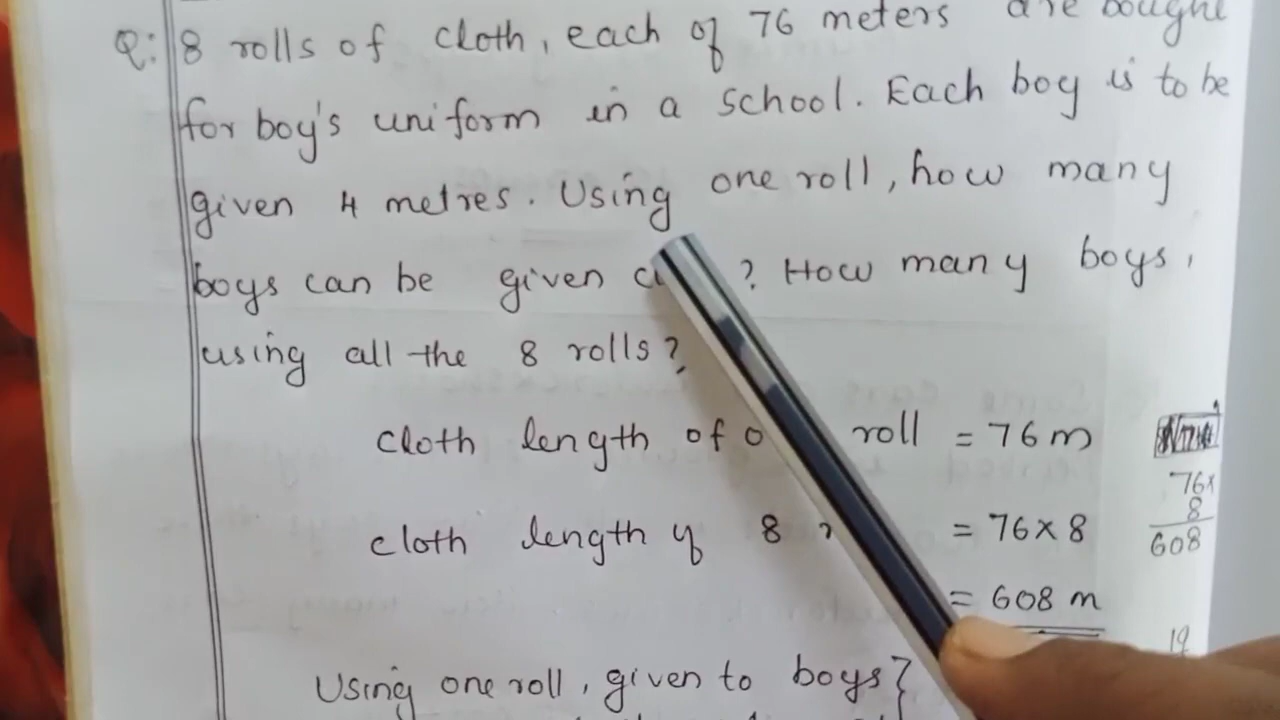 Q: 8 rolls of cloth, each of 76 meters are bought
for boy's uniform in a school. Each boy is to be
given 4 metres. Using one roll, how many
boys can be given ? How many boys,
using all the 8 rolls?
cloth length of roll = 76 m
cloth length of 8 = 76 × 8
76×
8
608
= 608 m
19
Using one roll, given to boys}